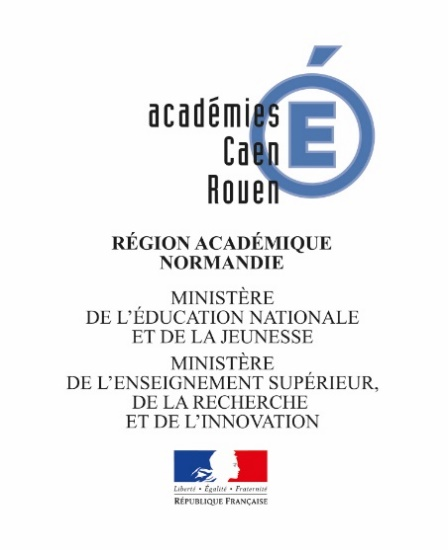 académies
Caen
Rouen
É
RÉGION ACADÉMIQUE
NORMANDIE
MINISTÈRE
DE L'ÉDUCATION NATIONALE
ET DE LA JEUNESSE
MINISTÈRE
DE L'ENSEIGNEMENT SUPÉRIEUR,
DE LA RECHERCHE
ET DE L'INNOVATION
Liberté • Égalité • Fraternité
RÉPUBLIQUE FRANÇAISE